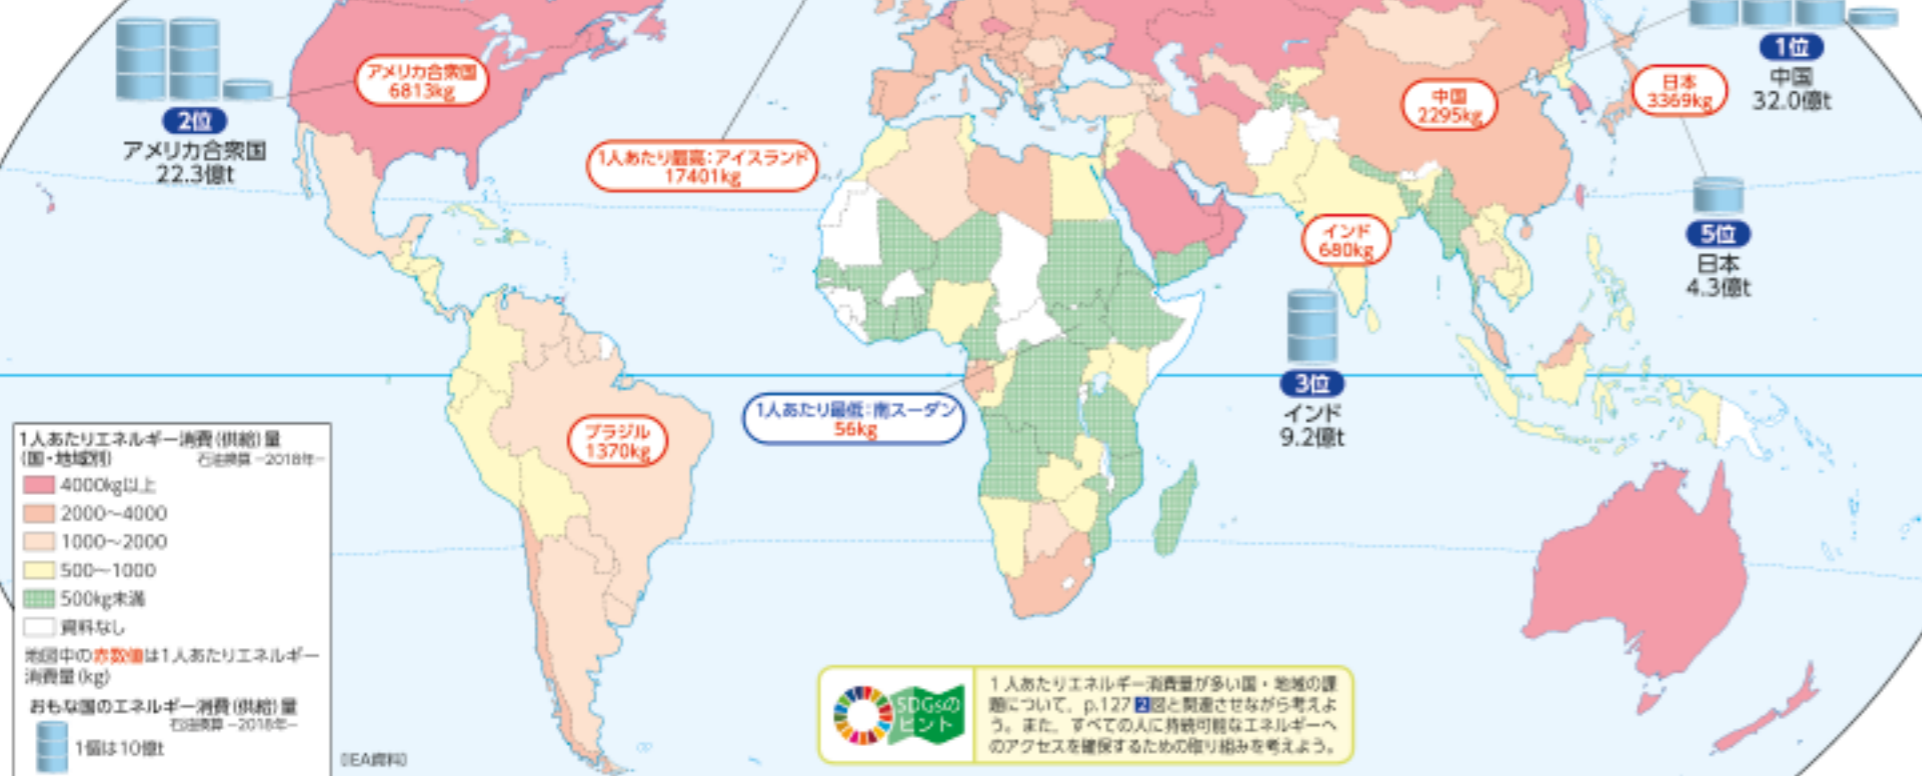 アメリカ合衆国
6813kg
2位
アメリカ合衆国
22.3億t
1人あたり最高：アイスランド
17401kg
中国
2295kg
日本
3369kg
1位
中国
32.0億t
インド
680kg
5位
日本
4.3億t
3位
インド
9.2億t
1人あたり最低：南スーダン
56kg
ブラジル
1370kg
1人あたりエネルギー消費（供給）量
（国・地域別）
石油換算 −2018年−
4000kg以上
2000〜4000
1000〜2000
500〜1000
500kg未満
資料なし
地図中の赤数値は1人あたりエネルギー
消費量（kg）
おもな国のエネルギー消費（供給）量
石油換算 −2018年−
1個は10億t
〔IEA資料〕
SDGsの
ヒント
1人あたりエネルギー消費量が多い国・地域の課
題について，p.127 2図と関連させながら考えよ
う。また，すべての人に持続可能なエネルギーへ
のアクセスを確保するための取り組みを考えよう。